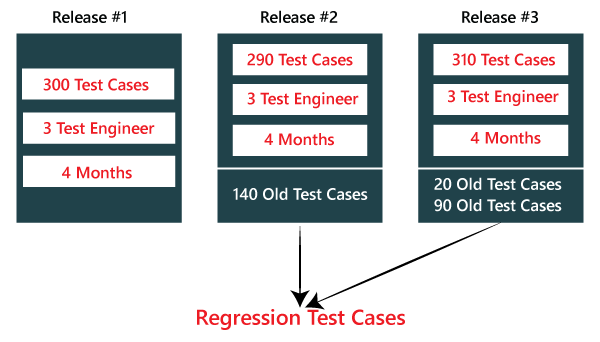 Release #1
300 Test Cases
3 Test Engineer
4 Months
Release #2
290 Test Cases
3 Test Engineer
4 Months
140 Old Test Cases
Release #3
310 Test Cases
3 Test Engineer
4 Months
20 Old Test Cases
90 Old Test Cases
Regression Test Cases